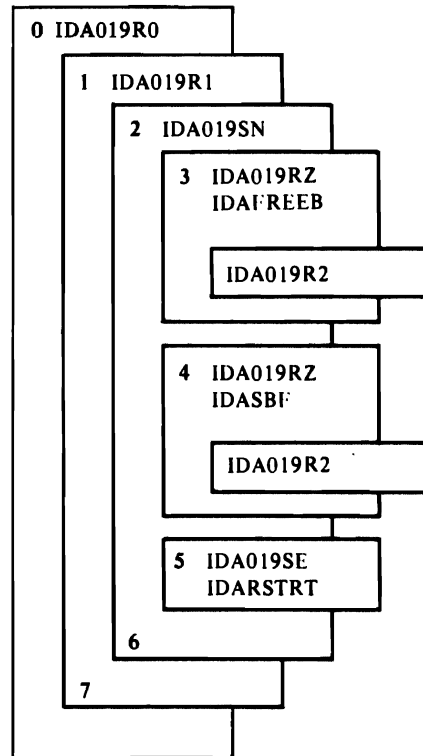 0 IDA019R0
1 IDA019R1
2 IDA019SN
3 IDA019RZ
IDAFREEB
IDA019R2
4 IDA019RZ
IDASBF
IDA019R2
5 IDA019SE
IDARSTRT
6
7